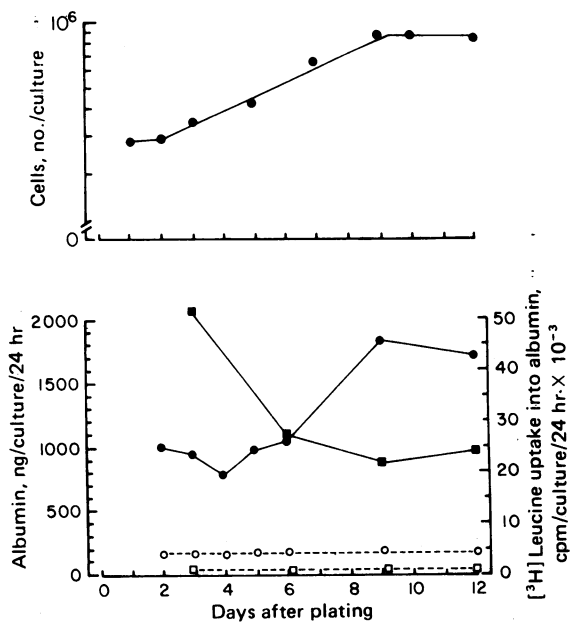 10⁶
Cells, no./culture
0
2000
1500
1000
500
0
Albumin, ng/culture/24 hr
50
40
30
20
10
0
[³H] Leucine uptake into albumin,
cpm/culture/24 hr·X 10⁻³
0 2 4 6 8 10 12
Days after plating